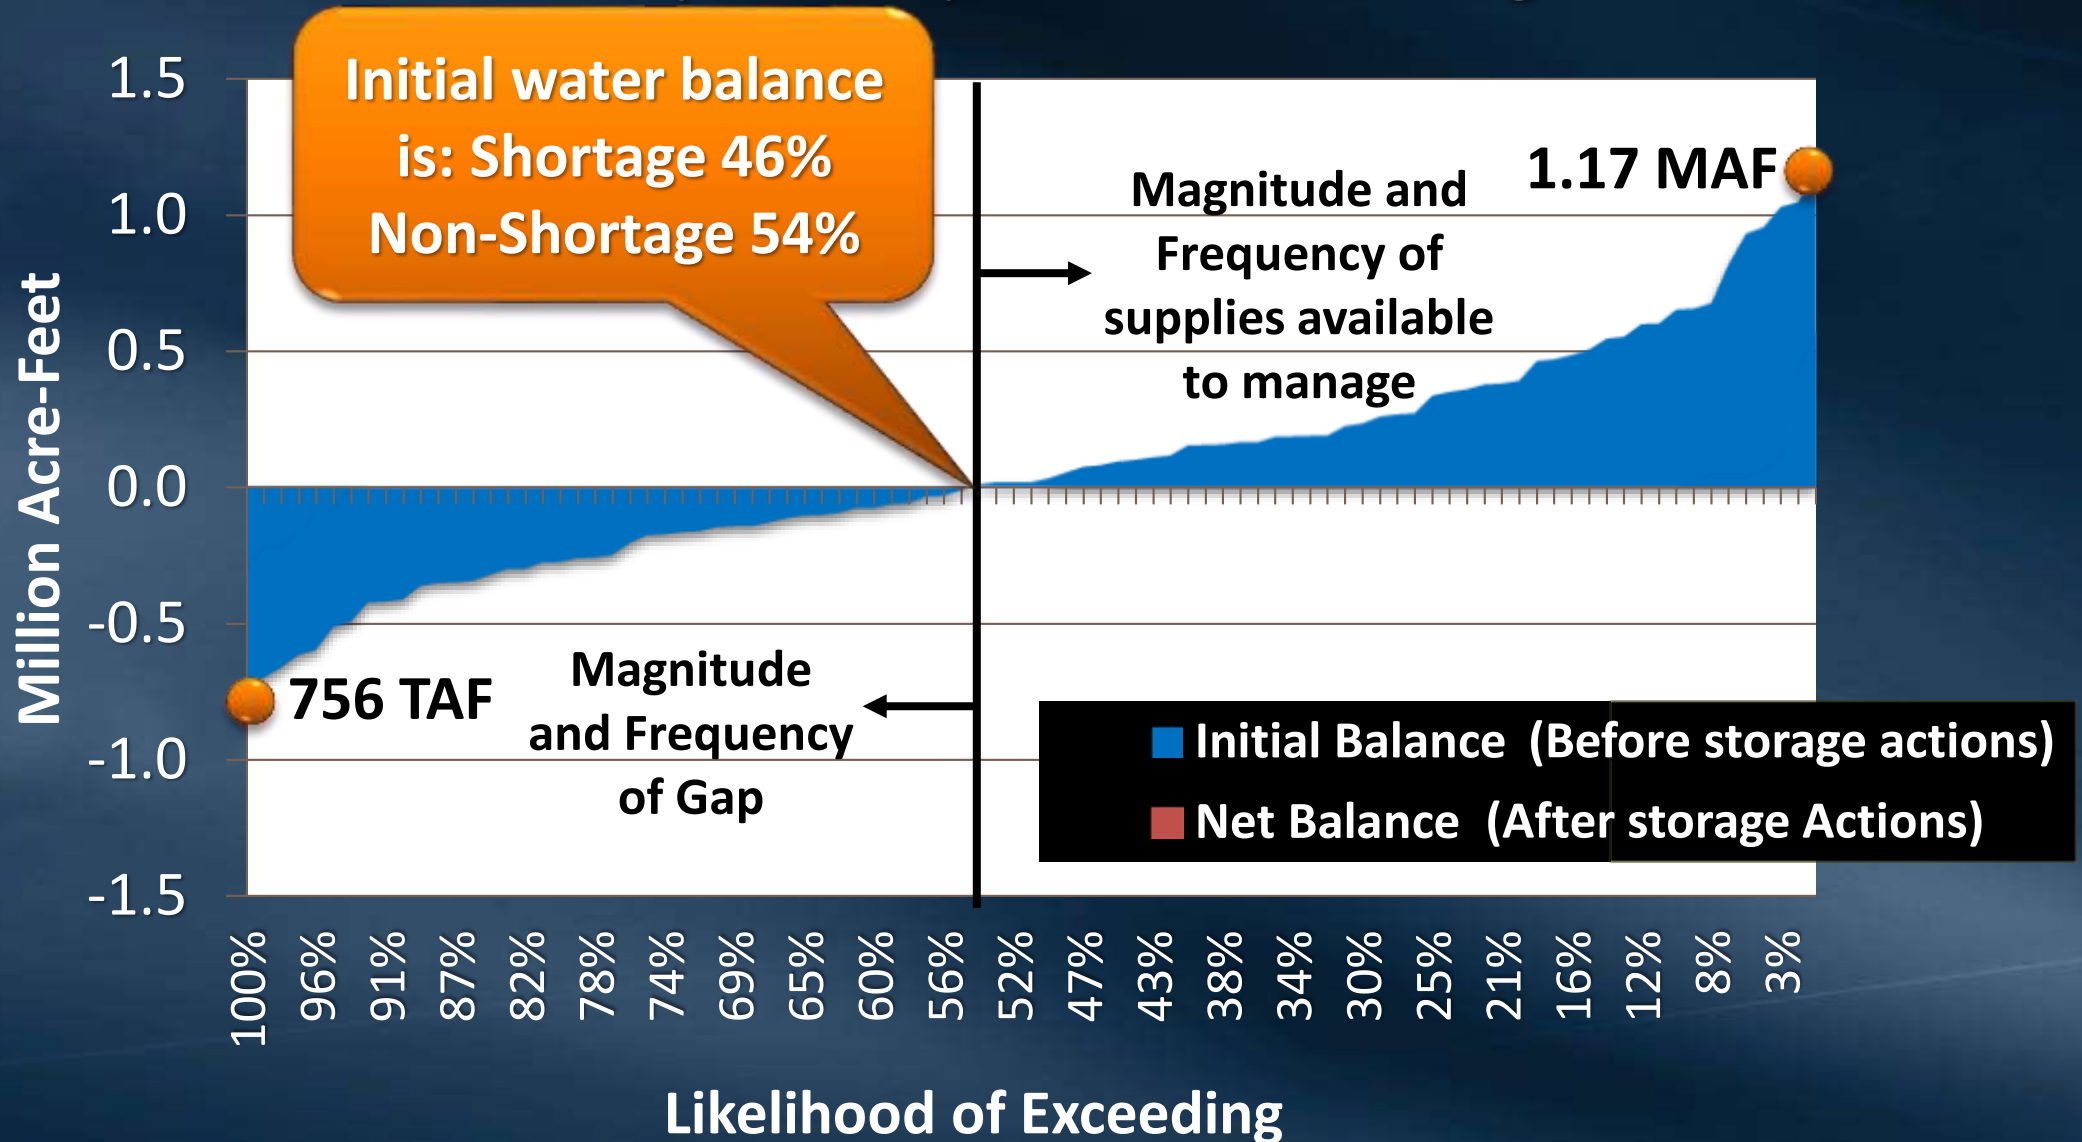 Initial water balance
is: Shortage 46%
Non-Shortage 54%
1.5
1.0
0.5
0.0
-0.5
-1.0
-1.5
Million Acre-Feet
1.17 MAF
Magnitude and
Frequency of
supplies available
to manage
756 TAF
Magnitude
and Frequency
of Gap
Initial Balance (Before storage actions)
Net Balance (After storage Actions)
100% 96% 91% 87% 82% 78% 74% 69% 65% 60% 56% 52% 47% 43% 38% 34% 30% 25% 21% 16% 12% 8% 3%
Likelihood of Exceeding